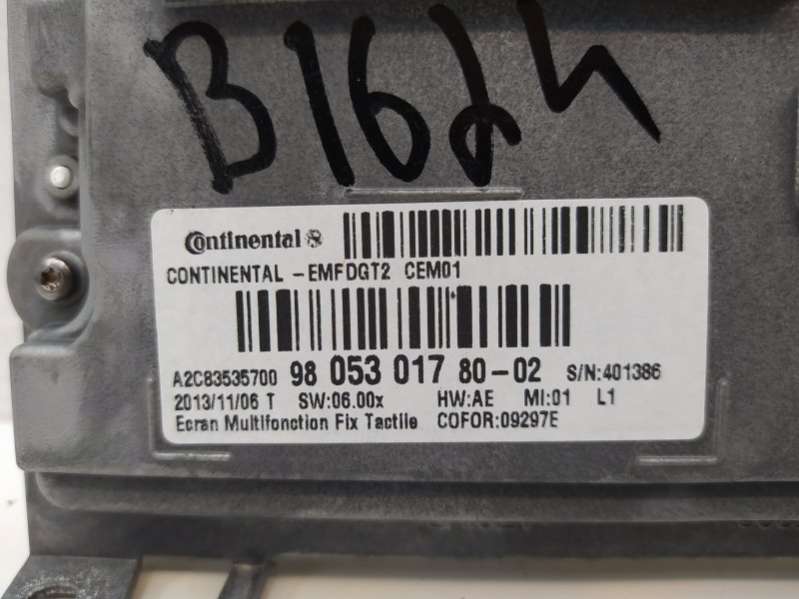 B1624
Continental
CONTINENTAL -EMFDGT2 CEM01
A2C83535700 98 053 017 80-02 S/N:401386
2013/11/06 T SW:06.00x HW:AE MI:01 L1
Ecran Multifonction Fix Tactile COFOR:09297E